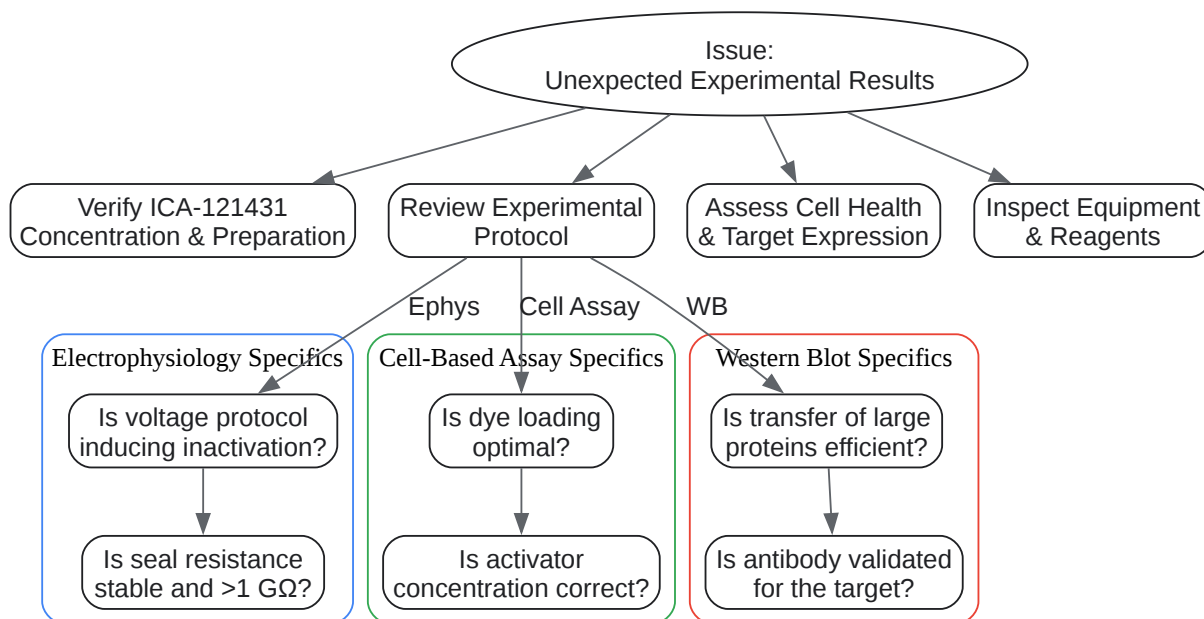 Issue:
Unexpected Experimental Results
Verify ICA-121431
Concentration & Preparation
Review Experimental
Protocol
Assess Cell Health
& Target Expression
Inspect Equipment
& Reagents
Ephys
Cell Assay
WB
Electrophysiology Specifics
Cell-Based Assay Specifics
Western Blot Specifics
Is voltage protocol
inducing inactivation?
Is dye loading
optimal?
Is transfer of large
proteins efficient?
Is seal resistance
stable and >1 GΩ?
Is activator
concentration correct?
Is antibody validated
for the target?